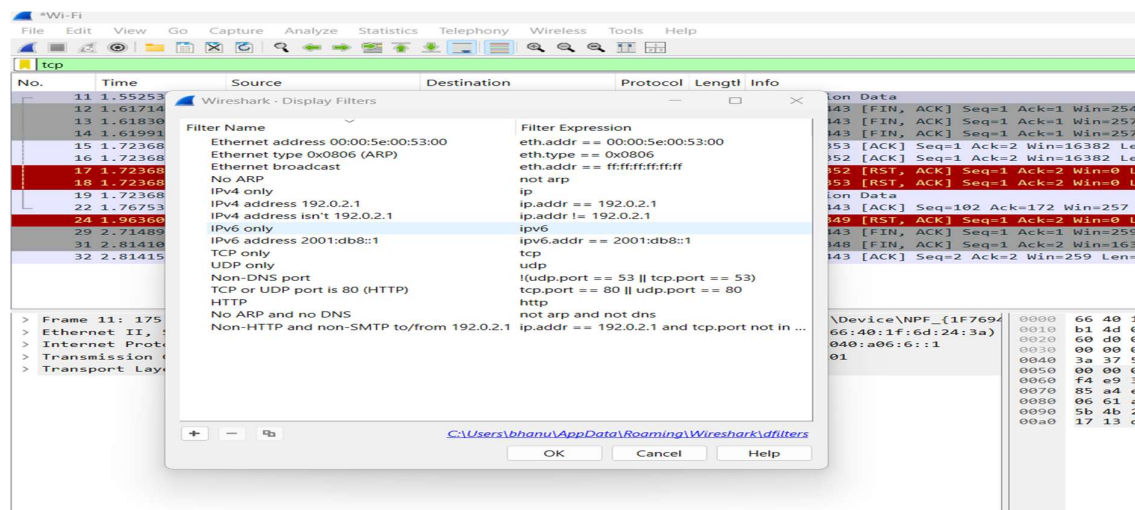 *Wi-Fi
File Edit View Go Capture Analyze Statistics Telephony Wireless Tools Help
tcp
No. Time Source Destination Protocol Length Info
11 1.55253
12 1.61714
13 1.61830
14 1.61991
15 1.72368
16 1.72368
17 1.72368
18 1.72368
19 1.72368
22 1.76753
24 1.96360
29 2.71489
31 2.81410
32 2.81415
ion Data
443 [FIN, ACK] Seq=1 Ack=1 Win=254
443 [FIN, ACK] Seq=1 Ack=1 Win=257
443 [FIN, ACK] Seq=1 Ack=1 Win=257
353 [ACK] Seq=1 Ack=2 Win=16382 Le
352 [ACK] Seq=1 Ack=2 Win=16382 Le
352 [RST, ACK] Seq=1 Ack=2 Win=0 L
353 [RST, ACK] Seq=1 Ack=2 Win=0 L
ion Data
443 [ACK] Seq=102 Ack=172 Win=257
349 [RST, ACK] Seq=1 Ack=2 Win=0 L
443 [FIN, ACK] Seq=1 Ack=1 Win=259
348 [FIN, ACK] Seq=1 Ack=2 Win=163
443 [ACK] Seq=2 Ack=2 Win=259 Len=
Wireshark · Display Filters
Filter Name Filter Expression
Ethernet address 00:00:5e:00:53:00 eth.addr == 00:00:5e:00:53:00
Ethernet type 0x0806 (ARP) eth.type == 0x0806
Ethernet broadcast eth.addr == ff:ff:ff:ff:ff:ff
No ARP not arp
IPv4 only ip
IPv4 address 192.0.2.1 ip.addr == 192.0.2.1
IPv4 address isn't 192.0.2.1 ip.addr != 192.0.2.1
IPv6 only ipv6
IPv6 address 2001:db8::1 ipv6.addr == 2001:db8::1
TCP only tcp
UDP only udp
Non-DNS port !(udp.port == 53 || tcp.port == 53)
TCP or UDP port is 80 (HTTP) tcp.port == 80 || udp.port == 80
HTTP http
No ARP and no DNS not arp and not dns
Non-HTTP and non-SMTP to/from 192.0.2.1 ip.addr == 192.0.2.1 and tcp.port not in ...
C:\Users\bhanu\AppData\Roaming\Wireshark\dfilters
OK Cancel Help
> Frame 11: 175
> Ethernet II,
> Internet Proto
> Transmission
> Transport Laye
\Device\NPF_{1F7694
66:40:1f:6d:24:3a)
040:a06:6::1
01
0000 66 40 1
0010 b1 4d
0020 60 d0
0030 00 00
0040 3a 37 5
0050 00 00
0060 f4 e9 3
0070 85 a4
0080 06 61
0090 5b 4b 2
00a0 17 13